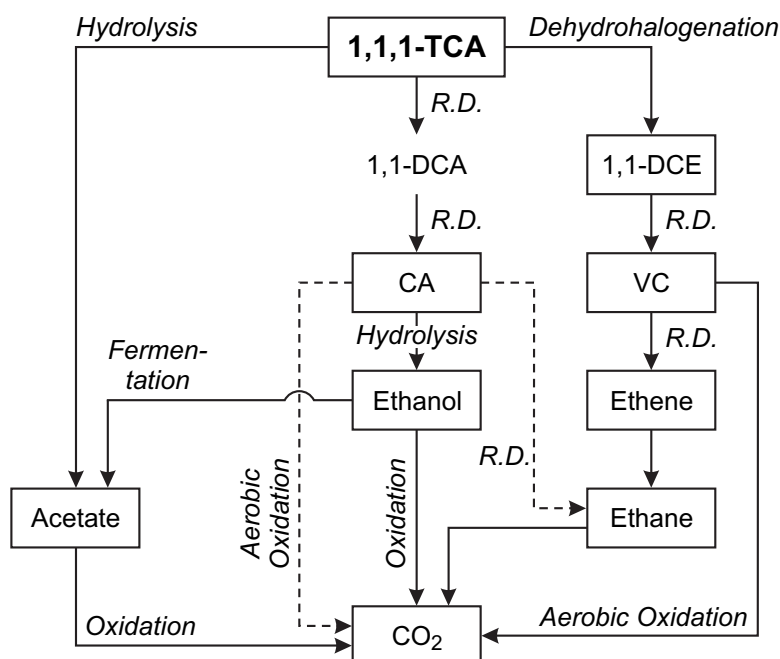 Hydrolysis
1,1,1-TCA
Dehydrohalogenation
R.D.
1,1-DCA
1,1-DCE
R.D.
R.D.
CA
VC
Hydrolysis
R.D.
Fermen-
tation
Ethanol
Ethene
R.D.
Aerobic
Oxidation
Oxidation
Acetate
Ethane
Oxidation
CO₂
Aerobic Oxidation